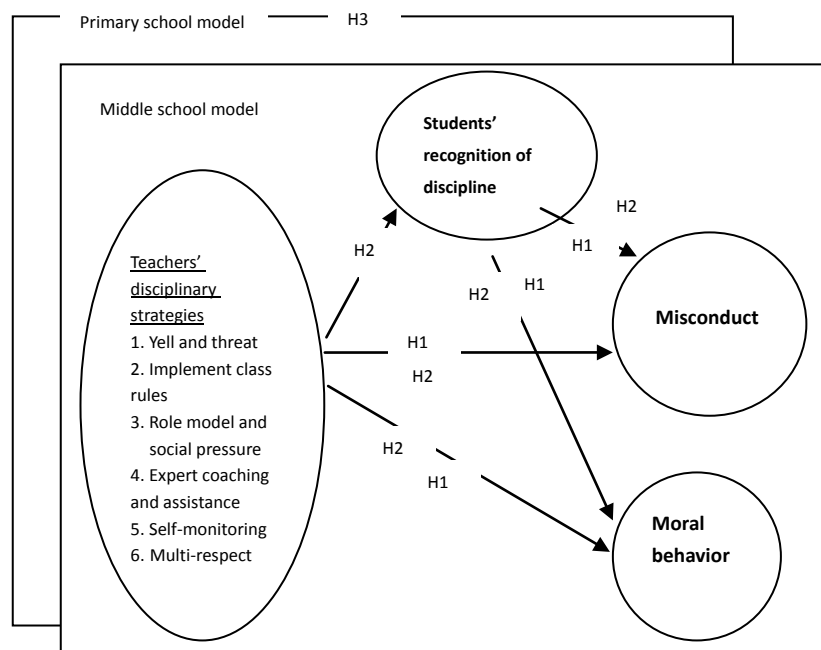 Primary school model H3
Middle school model
Students’
recognition of
discipline
H2
H1
H2
H1
H2
Teachers’
disciplinary
strategies
1. Yell and threat
2. Implement class
rules
3. Role model and
social pressure
4. Expert coaching
and assistance
5. Self-monitoring
6. Multi-respect
H1
H2
H2
H1
Misconduct
Moral
behavior